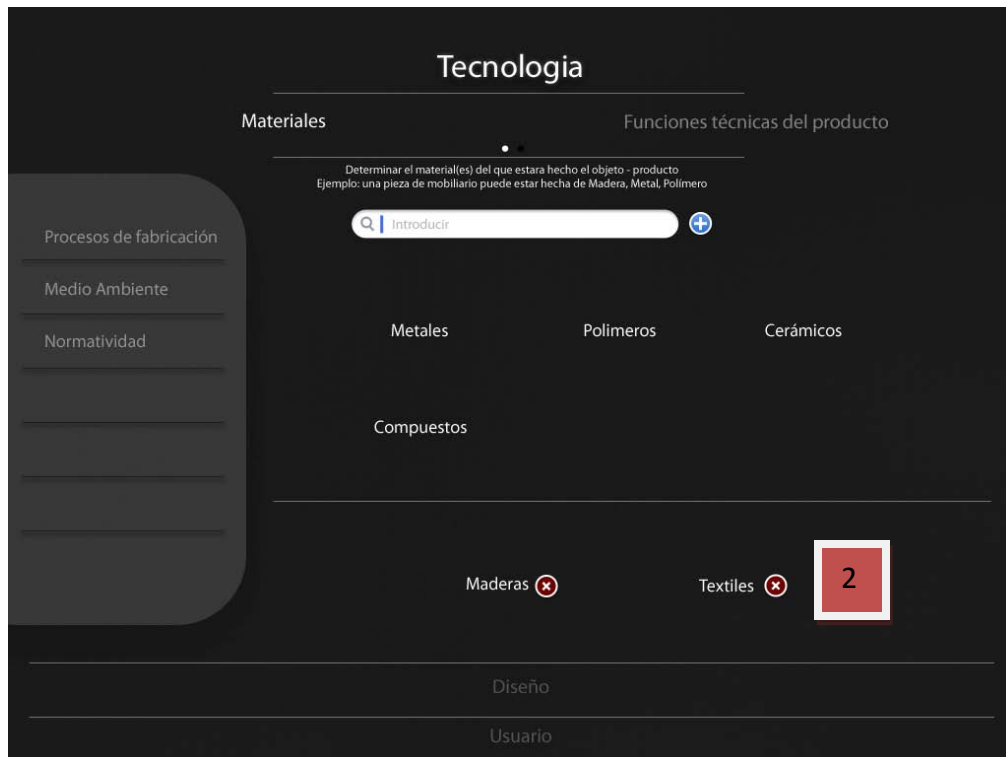 Tecnologia
Materiales
Funciones técnicas del producto
Determinar el material(es) del que estara hecho el objeto - producto
Ejemplo: una pieza de mobiliario puede estar hecha de Madera, Metal, Polímero
Introducir
Procesos de fabricación
Medio Ambiente
Normatividad
Metales
Polimeros
Cerámicos
Compuestos
Maderas
Textiles
2
Diseño
Usuario